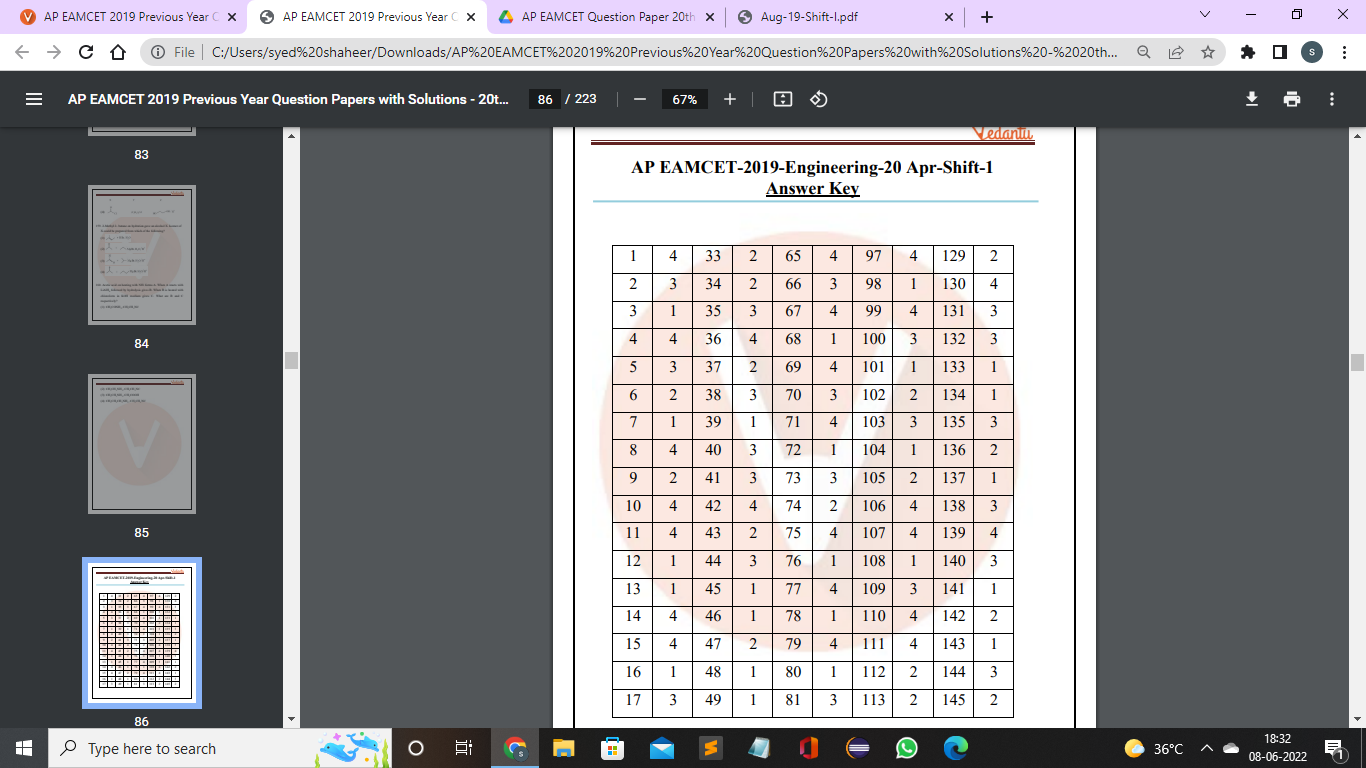 AP EAMCET 2019 Previous Year C
AP EAMCET 2019 Previous Year C
AP EAMCET Question Paper 20th
Aug-19-Shift-I.pdf
File
C:/Users/syed%20shaheer/Downloads/AP%20EAMCET%202019%20Previous%20Year%20Question%20Papers%20with%20Solutions%20-%2020th...
S
AP EAMCET 2019 Previous Year Question Papers with Solutions - 20t...
86 / 223
67%
83
84
85
86
Vedantu
AP EAMCET-2019-Engineering-20 Apr-Shift-1
Answer Key
1 4 33 2 65 4 97 4 129 2
2 3 34 2 66 3 98 1 130 4
3 1 35 3 67 4 99 4 131 3
4 4 36 4 68 1 100 3 132 3
5 3 37 2 69 4 101 1 133 1
6 2 38 3 70 3 102 2 134 1
7 1 39 1 71 4 103 3 135 3
8 4 40 3 72 1 104 1 136 2
9 2 41 3 73 3 105 2 137 1
10 4 42 4 74 2 106 4 138 3
11 4 43 2 75 4 107 4 139 4
12 1 44 3 76 1 108 1 140 3
13 1 45 1 77 4 109 3 141 1
14 4 46 1 78 1 110 4 142 2
15 4 47 2 79 4 111 4 143 1
16 1 48 1 80 1 112 2 144 3
17 3 49 1 81 3 113 2 145 2
Type here to search
36°C
18:32
08-06-2022
1